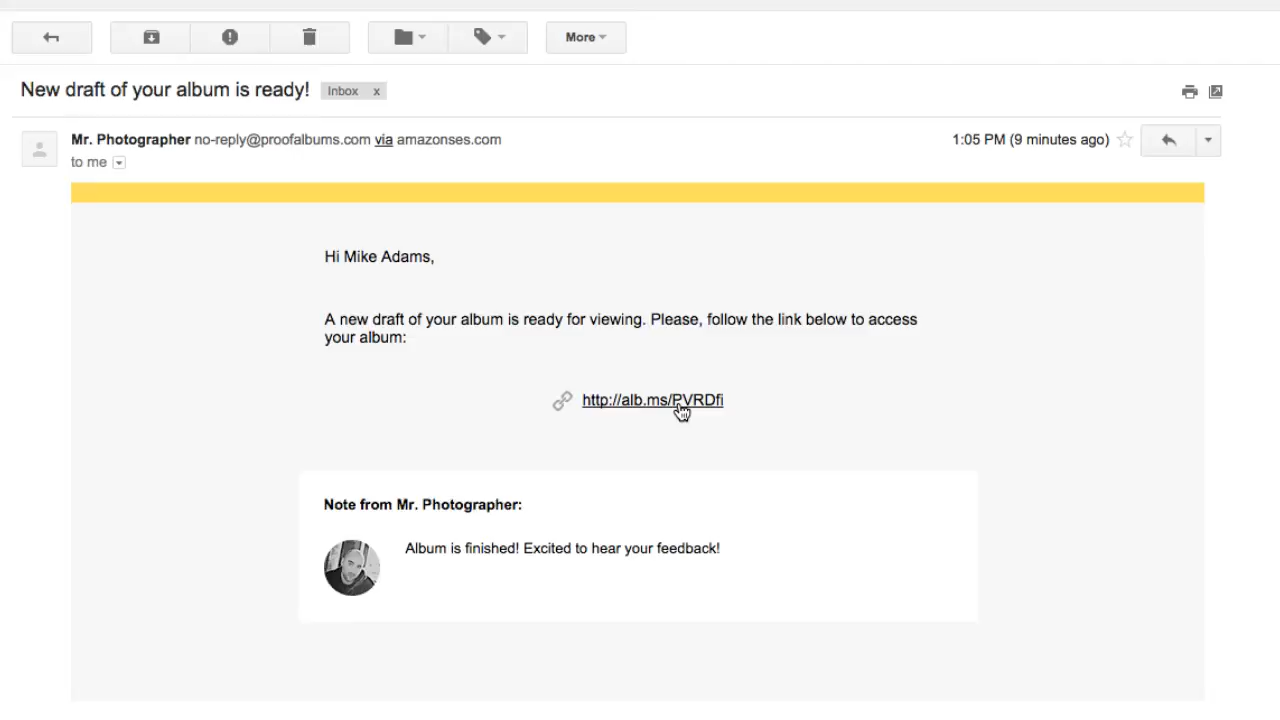 More
New draft of your album is ready! Inbox x
Mr. Photographer no-reply@proofalbums.com via amazonses.com 1:05 PM (9 minutes ago)
to me
Hi Mike Adams,
A new draft of your album is ready for viewing. Please, follow the link below to access
your album:
http://alb.ms/PVRDfi
Note from Mr. Photographer:
Album is finished! Excited to hear your feedback!